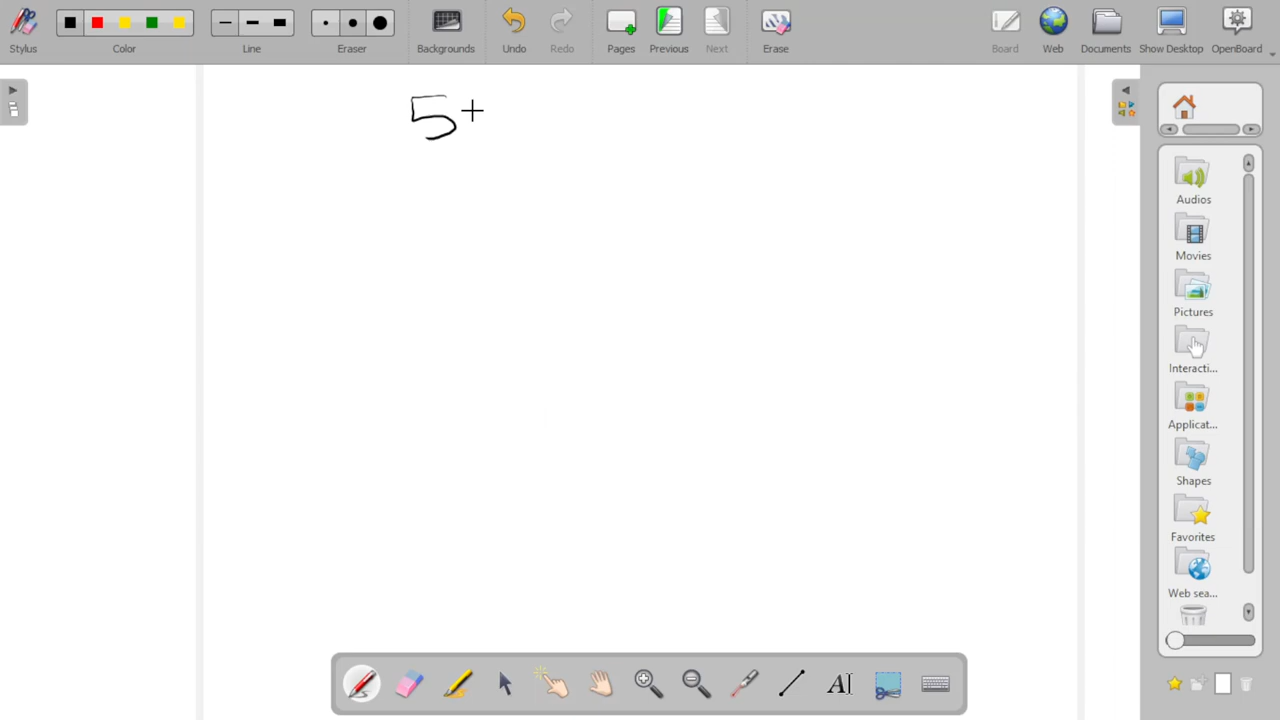 Stylus Color Line Eraser Backgrounds Undo Redo Pages Previous Next Erase Board Web Documents Show Desktop OpenBoard
5
Audios
Movies
Pictures
Interacti...
Applicat...
Shapes
Favorites
Web sea...
A